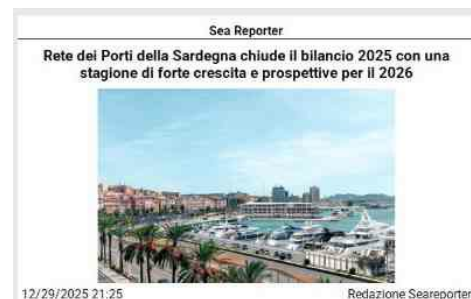 Sea Reporter
Rete dei Porti della Sardegna chiude il bilancio 2025 con una
stagione di forte crescita e prospettive per il 2026
12/29/2025 21:25
Redazione Seareporter